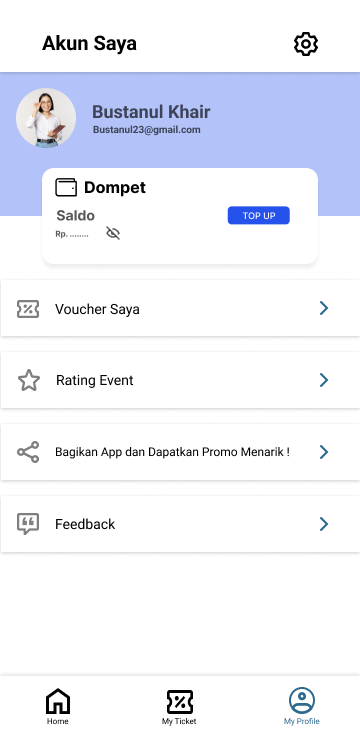 Akun Saya
Bustanul Khair
Bustanul23@gmail.com
Dompet
Saldo
TOP UP
Rp. ........
Voucher Saya
Rating Event
Bagikan App dan Dapatkan Promo Menarik !
Feedback
Home
My Ticket
My Profile